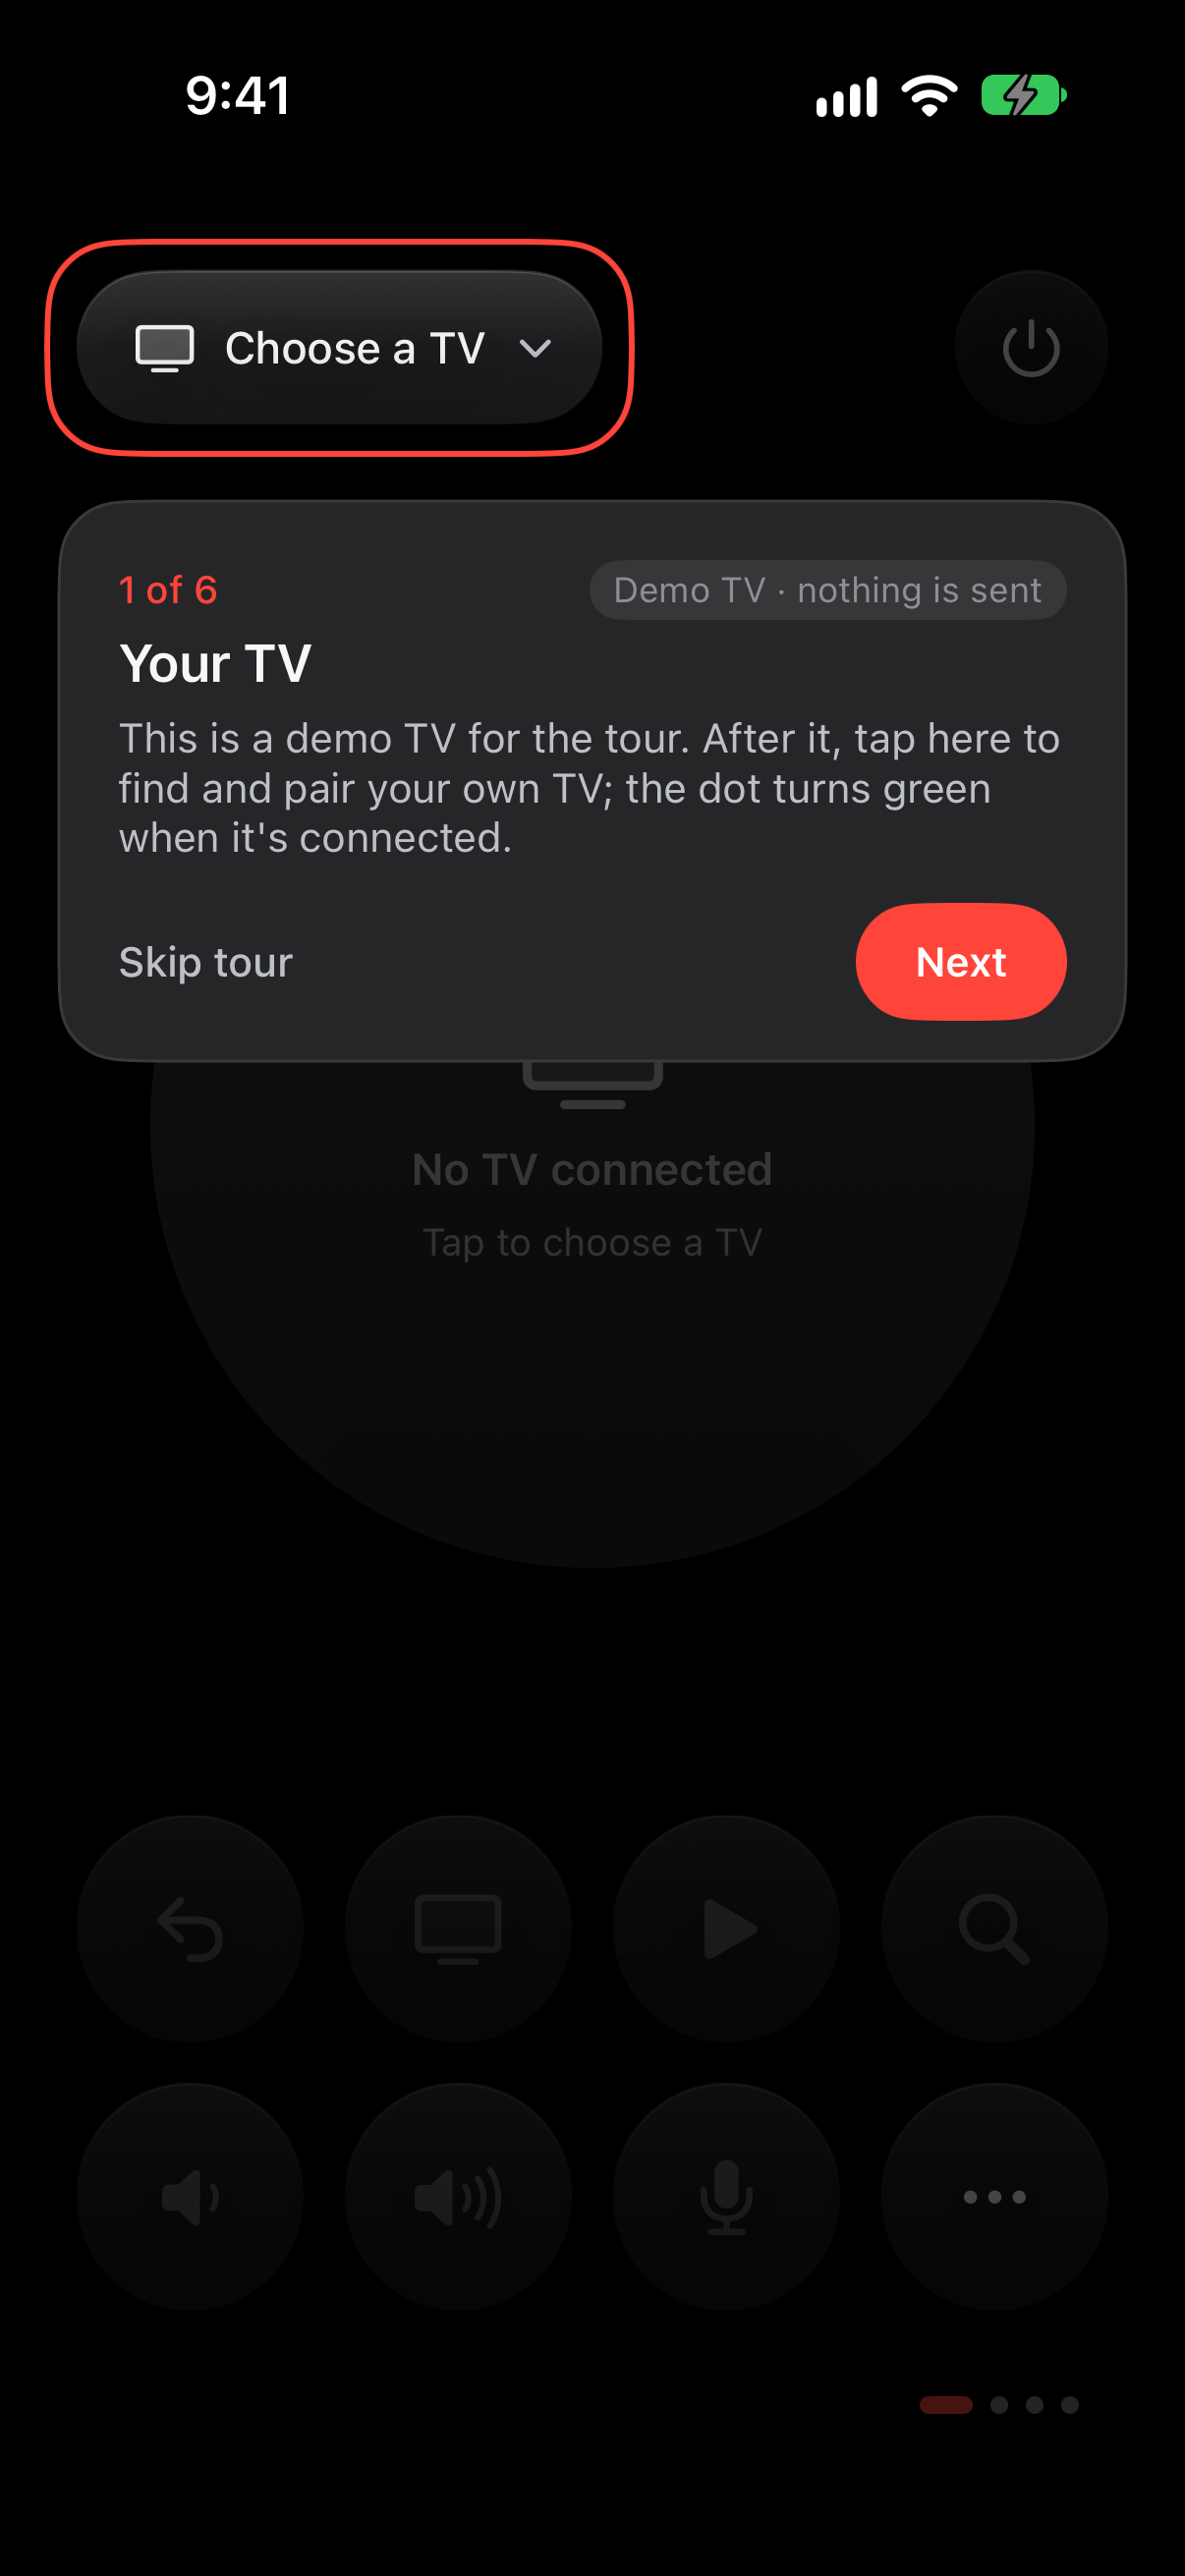 9:41
Choose a TV
1 of 6
Demo TV · nothing is sent
Your TV
This is a demo TV for the tour. After it, tap here to
find and pair your own TV; the dot turns green
when it's connected.
Skip tour
Next
No TV connected
Tap to choose a TV